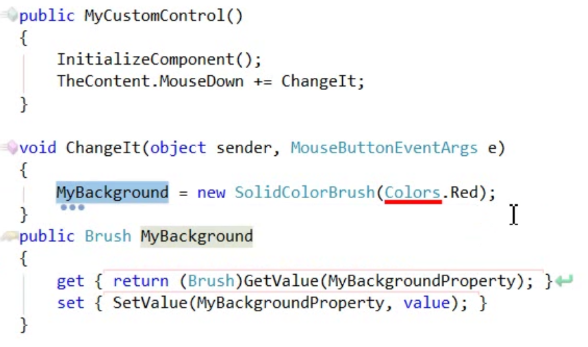 public MyCustomControl()
{
InitializeComponent();
TheContent.MouseDown += ChangeIt;
}
void ChangeIt(object sender, MouseButtonEventArgs e)
{
MyBackground = new SolidColorBrush(Colors.Red);
}
public Brush MyBackground
{
get { return (Brush)GetValue(MyBackgroundProperty); }
set { SetValue(MyBackgroundProperty, value); }
}